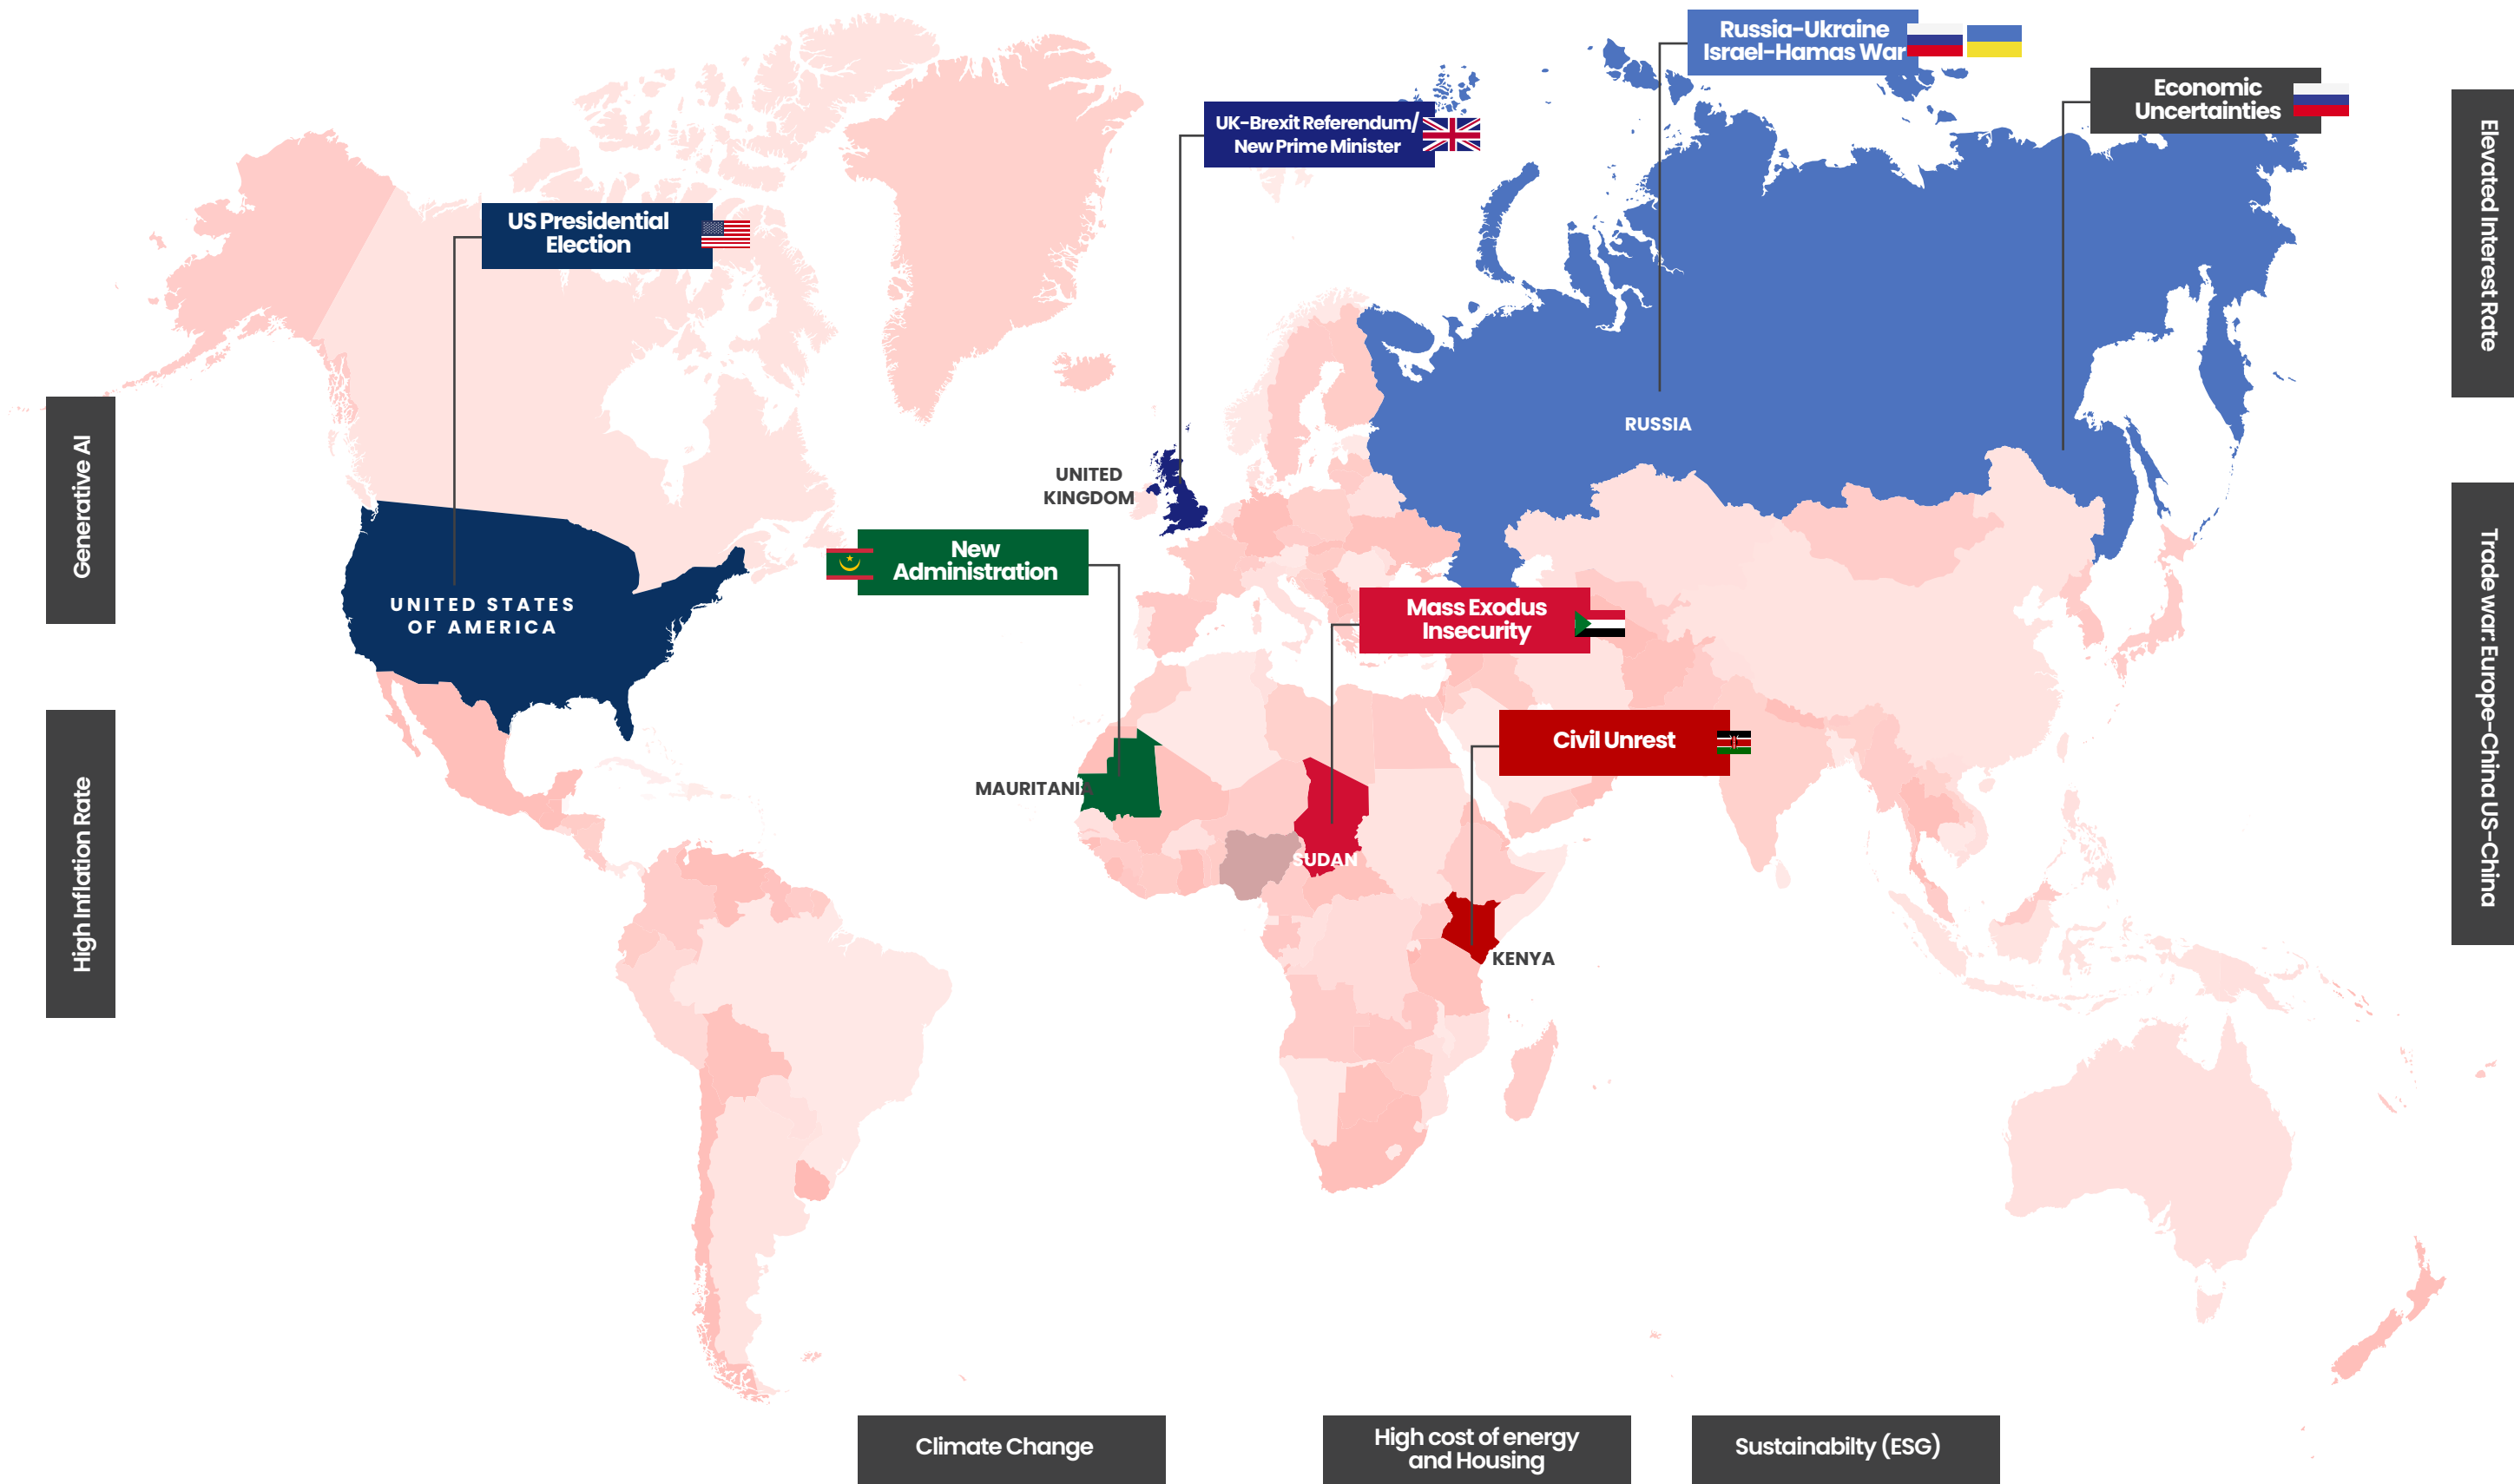 Russia-Ukraine
Israel-Hamas War
Economic
Uncertainties
UK-Brexit Referendum/
New Prime Minister
US Presidential
Election
Elevated Interest Rate
Generative AI
RUSSIA
UNITED
KINGDOM
New
Administration
Trade war: Europe-China US-China
UNITED STATES
OF AMERICA
Mass Exodus
Insecurity
Civil Unrest
High Inflation Rate
MAURITANIA
SUDAN
KENYA
Climate Change
High cost of energy
and Housing
Sustainabilty (ESG)